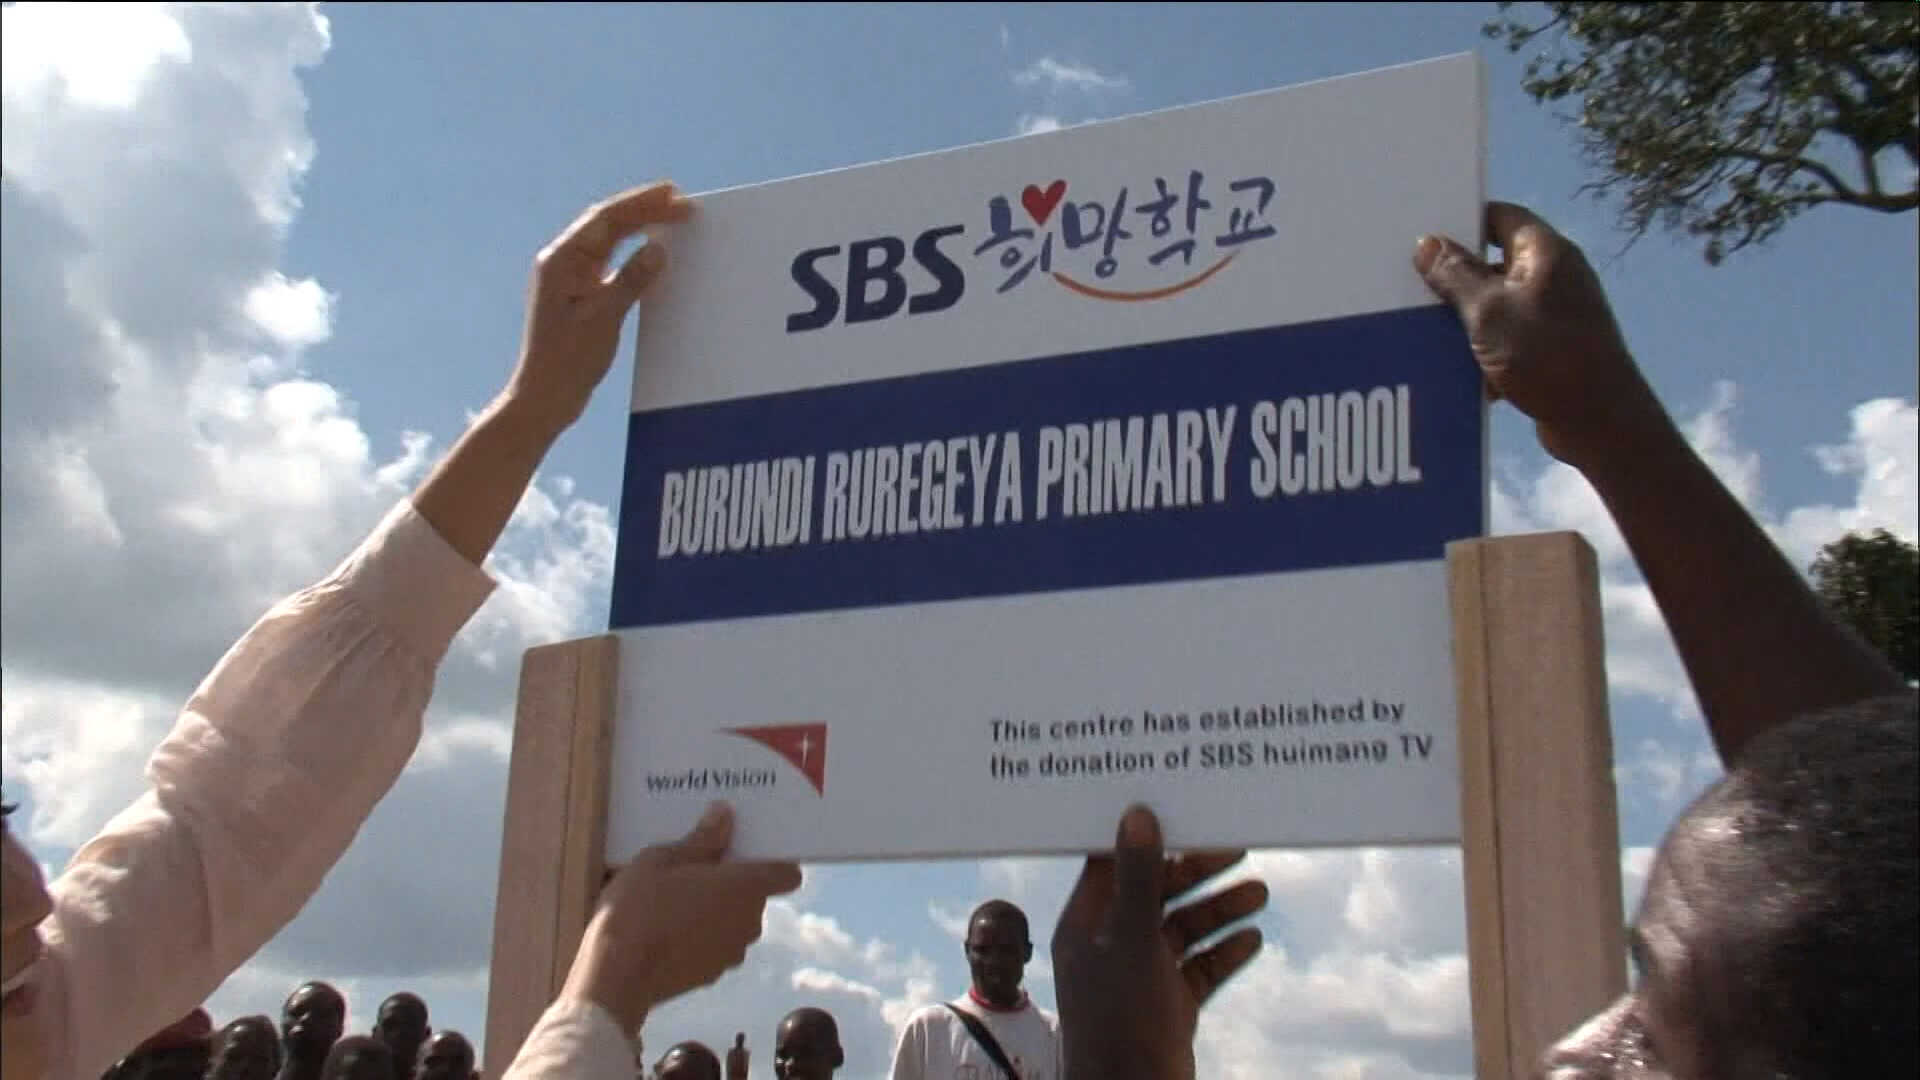 SBS 희망학교
BURUNDI RUREGEYA PRIMARY SCHOOL
World Vision
This centre has established by
the donation of SBS huimang TV